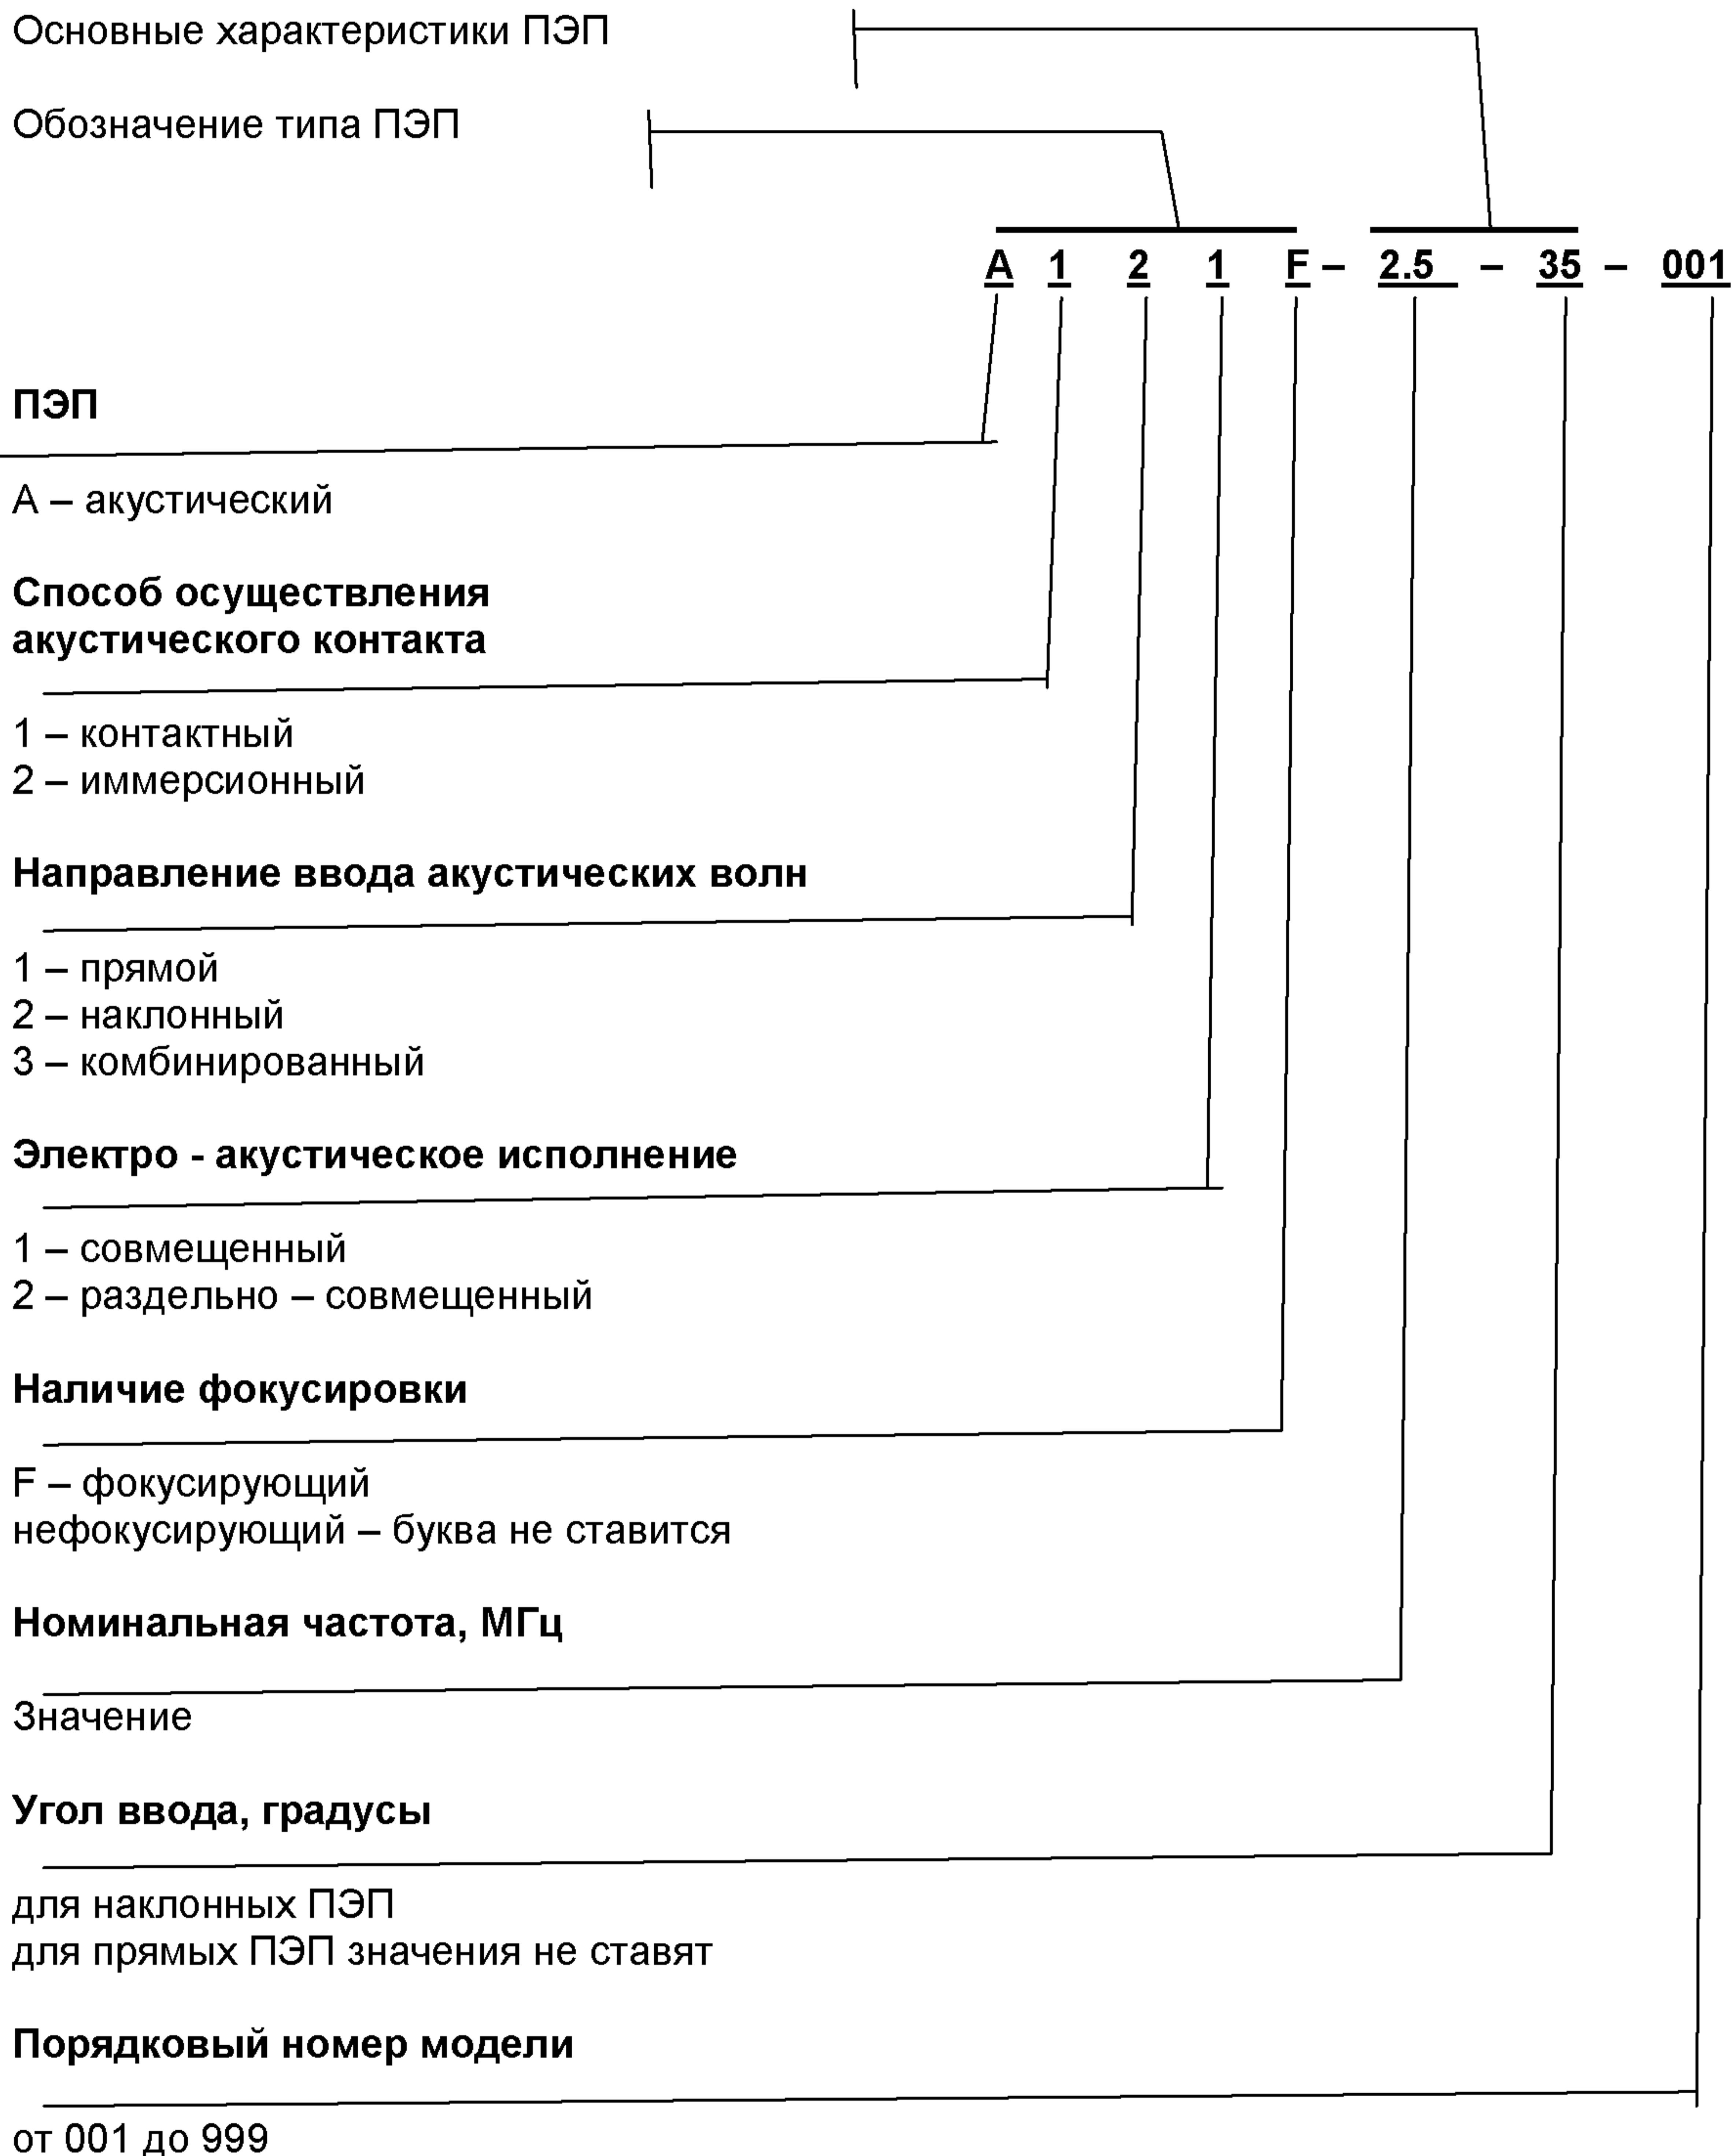 Основные характеристики ПЭП
Обозначение типа ПЭП
A 1 2 1 F – 2.5 – 35 – 001
ПЭП
А – акустический
Способ осуществления
акустического контакта
1 – контактный
2 – иммерсионный
Направление ввода акустических волн
1 – прямой
2 – наклонный
3 – комбинированный
Электро - акустическое исполнение
1 – совмещенный
2 – раздельно – совмещенный
Наличие фокусировки
F – фокусирующий
нефокусирующий – буква не ставится
Номинальная частота, МГц
Значение
Угол ввода, градусы
для наклонных ПЭП
для прямых ПЭП значения не ставят
Порядковый номер модели
от 001 до 999